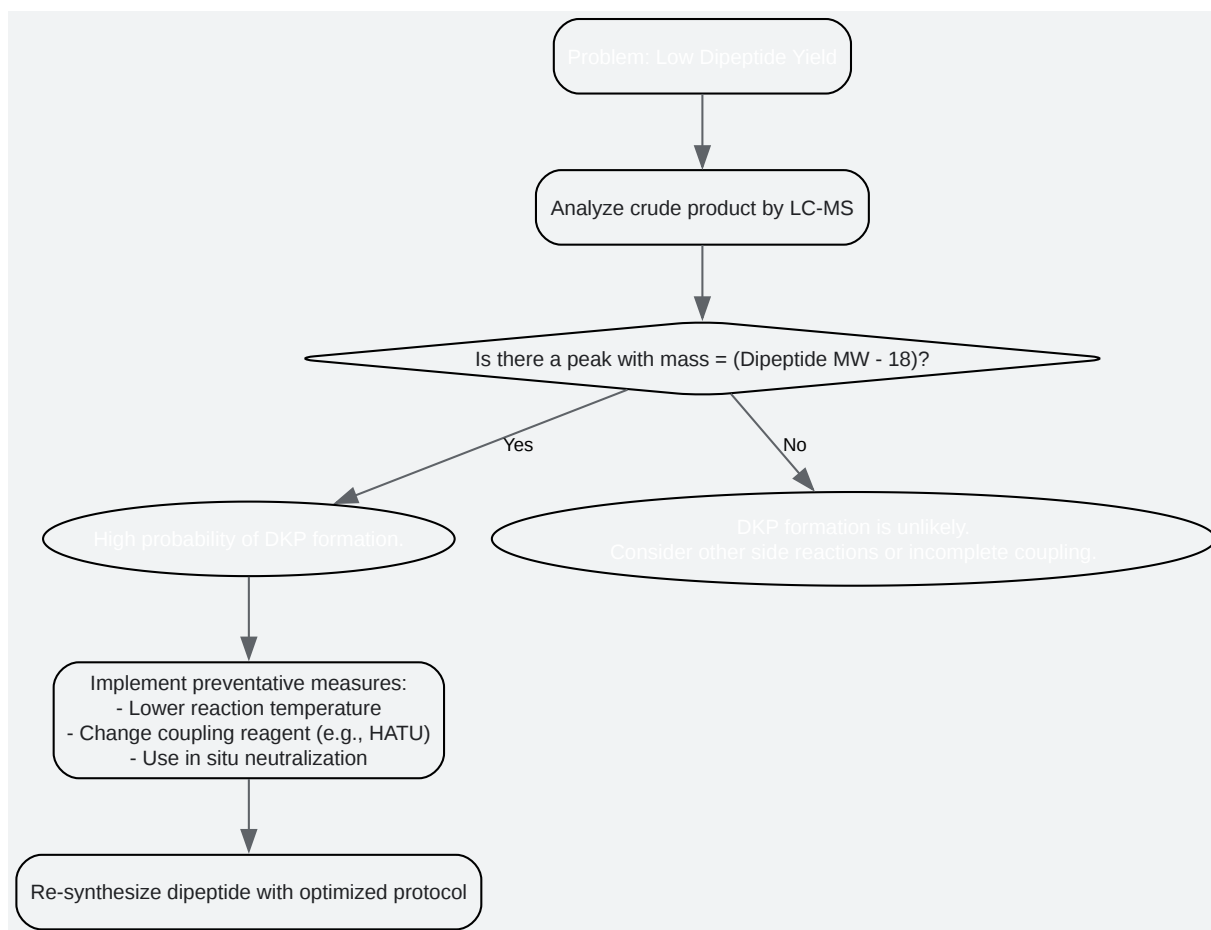 Problem: Low Dipeptide Yield
Analyze crude product by LC-MS
Is there a peak with mass = (Dipeptide MW - 18)?
Yes
No
High probability of DKP formation.
DKP formation is unlikely.
Consider other side reactions or incomplete coupling.
Implement preventative measures:
- Lower reaction temperature
- Change coupling reagent (e.g., HATU)
- Use in situ neutralization
Re-synthesize dipeptide with optimized protocol